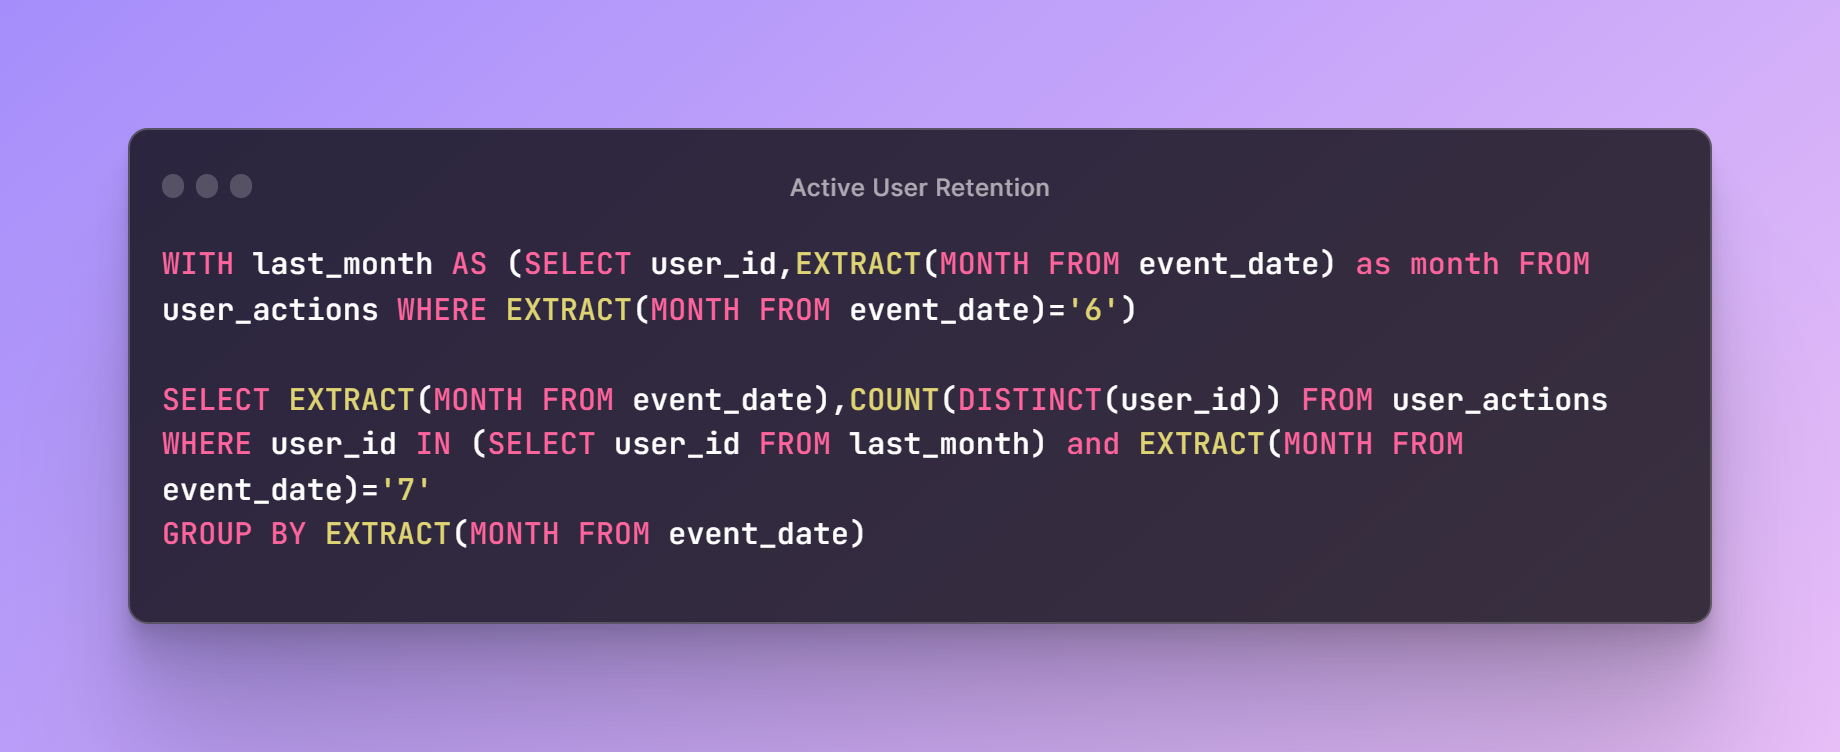 Active User Retention
WITH last_month AS (SELECT user_id,EXTRACT(MONTH FROM event_date) as month FROM
user_actions WHERE EXTRACT(MONTH FROM event_date)='6')
SELECT EXTRACT(MONTH FROM event_date),COUNT(DISTINCT(user_id)) FROM user_actions
WHERE user_id IN (SELECT user_id FROM last_month) and EXTRACT(MONTH FROM
event_date)='7'
GROUP BY EXTRACT(MONTH FROM event_date)